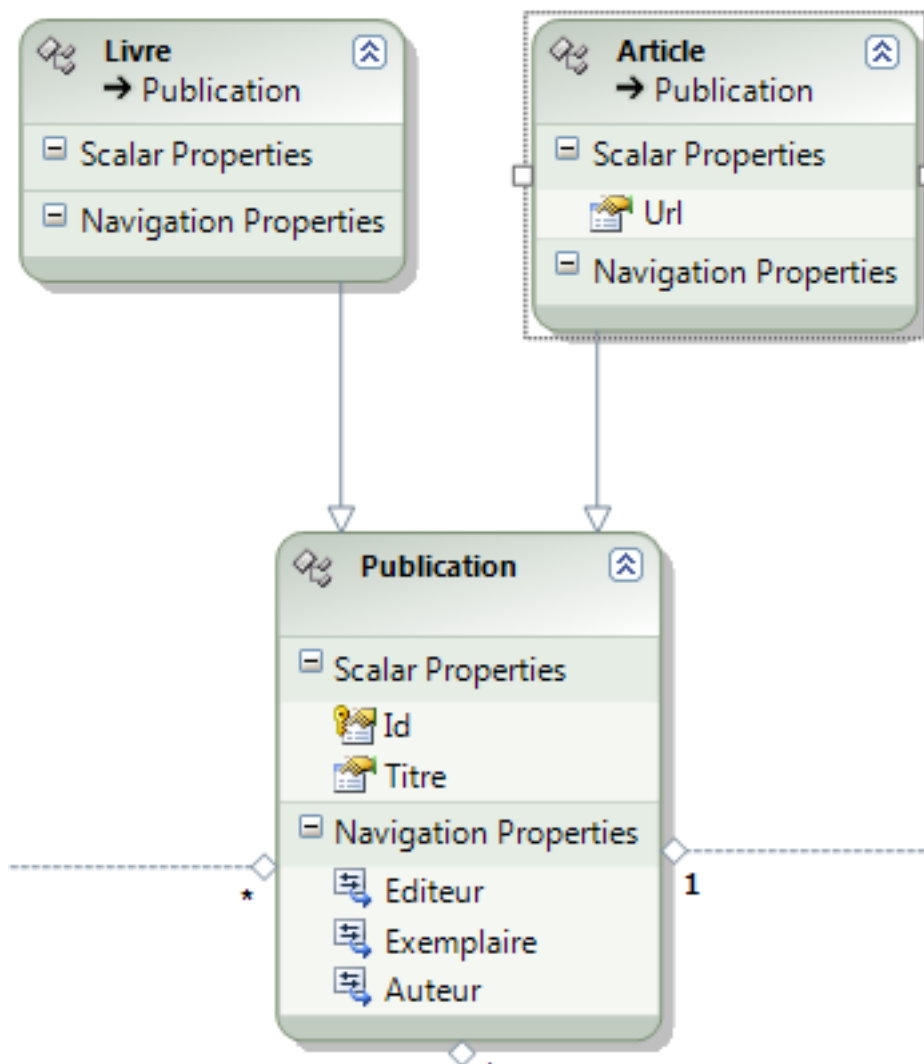 Livre
→ Publication
Scalar Properties
Navigation Properties
Article
→ Publication
Scalar Properties
Url
Navigation Properties
Publication
Scalar Properties
Id
Titre
Navigation Properties
Editeur
Exemplaire
Auteur
*
1